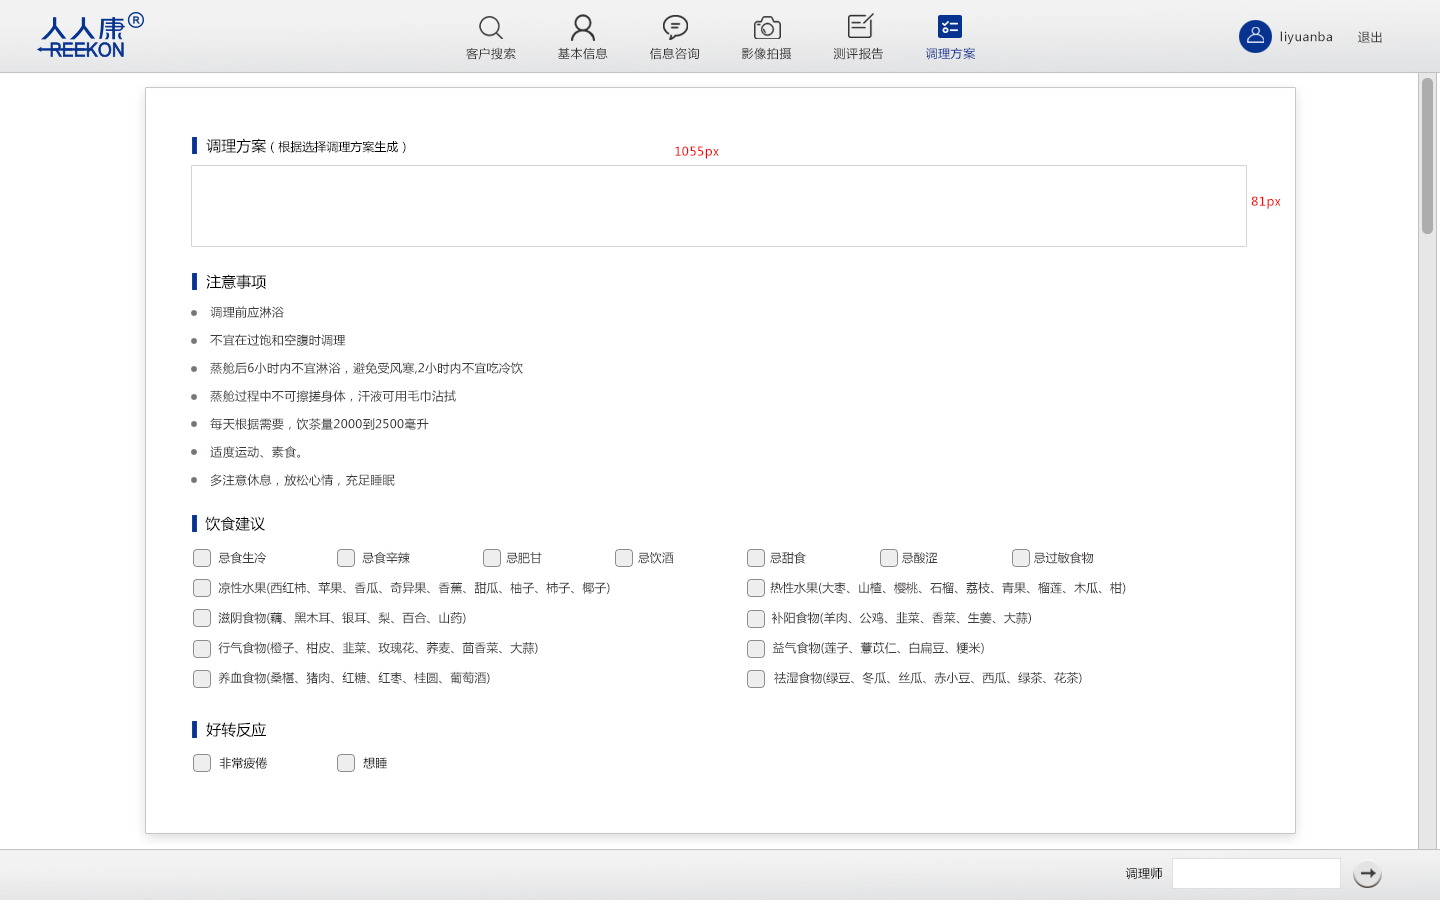 人人康®
REEKON
客户搜索 基本信息 信息咨询 影像拍摄 测评报告 调理方案
liyuanba 退出
调理方案 ( 根据选择调理方案生成 )
1055px
81px
注意事项
调理前应淋浴
不宜在过饱和空腹时调理
蒸舱后6小时内不宜淋浴，避免受风寒,2小时内不宜吃冷饮
蒸舱过程中不可擦搓身体，汗液可用毛巾沾拭
每天根据需要，饮茶量2000到2500毫升
适度运动、素食。
多注意休息，放松心情，充足睡眠
饮食建议
忌食生冷 忌食辛辣 忌肥甘 忌饮酒 忌甜食 忌酸涩 忌过敏食物
凉性水果(西红柿、苹果、香瓜、奇异果、香蕉、甜瓜、柚子、柿子、椰子) 热性水果(大枣、山楂、樱桃、石榴、荔枝、青果、榴莲、木瓜、柑)
滋阴食物(藕、黑木耳、银耳、梨、百合、山药) 补阳食物(羊肉、公鸡、韭菜、香菜、生姜、大蒜)
行气食物(橙子、柑皮、韭菜、玫瑰花、荞麦、茴香菜、大蒜) 益气食物(莲子、薏苡仁、白扁豆、粳米)
养血食物(桑椹、猪肉、红糖、红枣、桂圆、葡萄酒) 祛湿食物(绿豆、冬瓜、丝瓜、赤小豆、西瓜、绿茶、花茶)
好转反应
非常疲倦 想睡
调理师